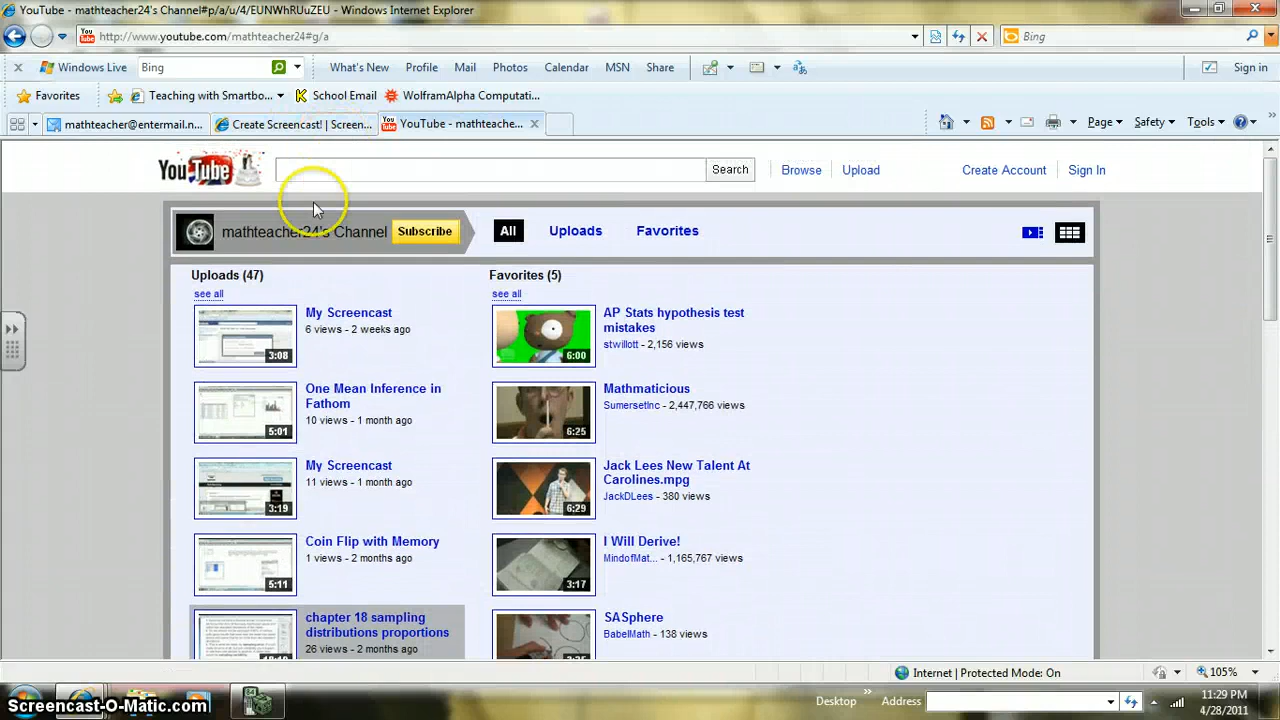 YouTube - mathteacher24's Channel#p/a/u/4/EUNWhRUuZEU - Windows Internet Explorer
http://www.youtube.com/mathteacher24#g/a
Bing
Windows Live
Bing
What's New
Profile
Mail
Photos
Calendar
MSN
Share
Sign in
Favorites
Teaching with Smartbo...
School Email
WolframAlpha Computati...
mathteacher@entermail.n...
Create Screencast! | Screen...
YouTube - mathteache...
Page
Safety
Tools
YouTube
Search
Browse
Upload
Create Account
Sign In
mathteacher24's Channel
Subscribe
All
Uploads
Favorites
Uploads (47)
see all
My Screencast
6 views - 2 weeks ago
3:08
One Mean Inference in
Fathom
10 views - 1 month ago
5:01
My Screencast
11 views - 1 month ago
3:19
Coin Flip with Memory
1 views - 2 months ago
5:11
chapter 18 sampling
distributions proportions
26 views - 2 months ago
Favorites (5)
see all
AP Stats hypothesis test
mistakes
stwillott - 2,156 views
6:00
Mathmaticious
SumersetInc - 2,447,766 views
6:25
Jack Lees New Talent At
Carolines.mpg
JackDLees - 380 views
6:29
I Will Derive!
MindofMat... - 1,165,767 views
3:17
SASphere
BabelMath - 138 views
Internet | Protected Mode: On
105%
Screencast-O-Matic.com
Desktop
Address
11:29 PM
4/28/2011